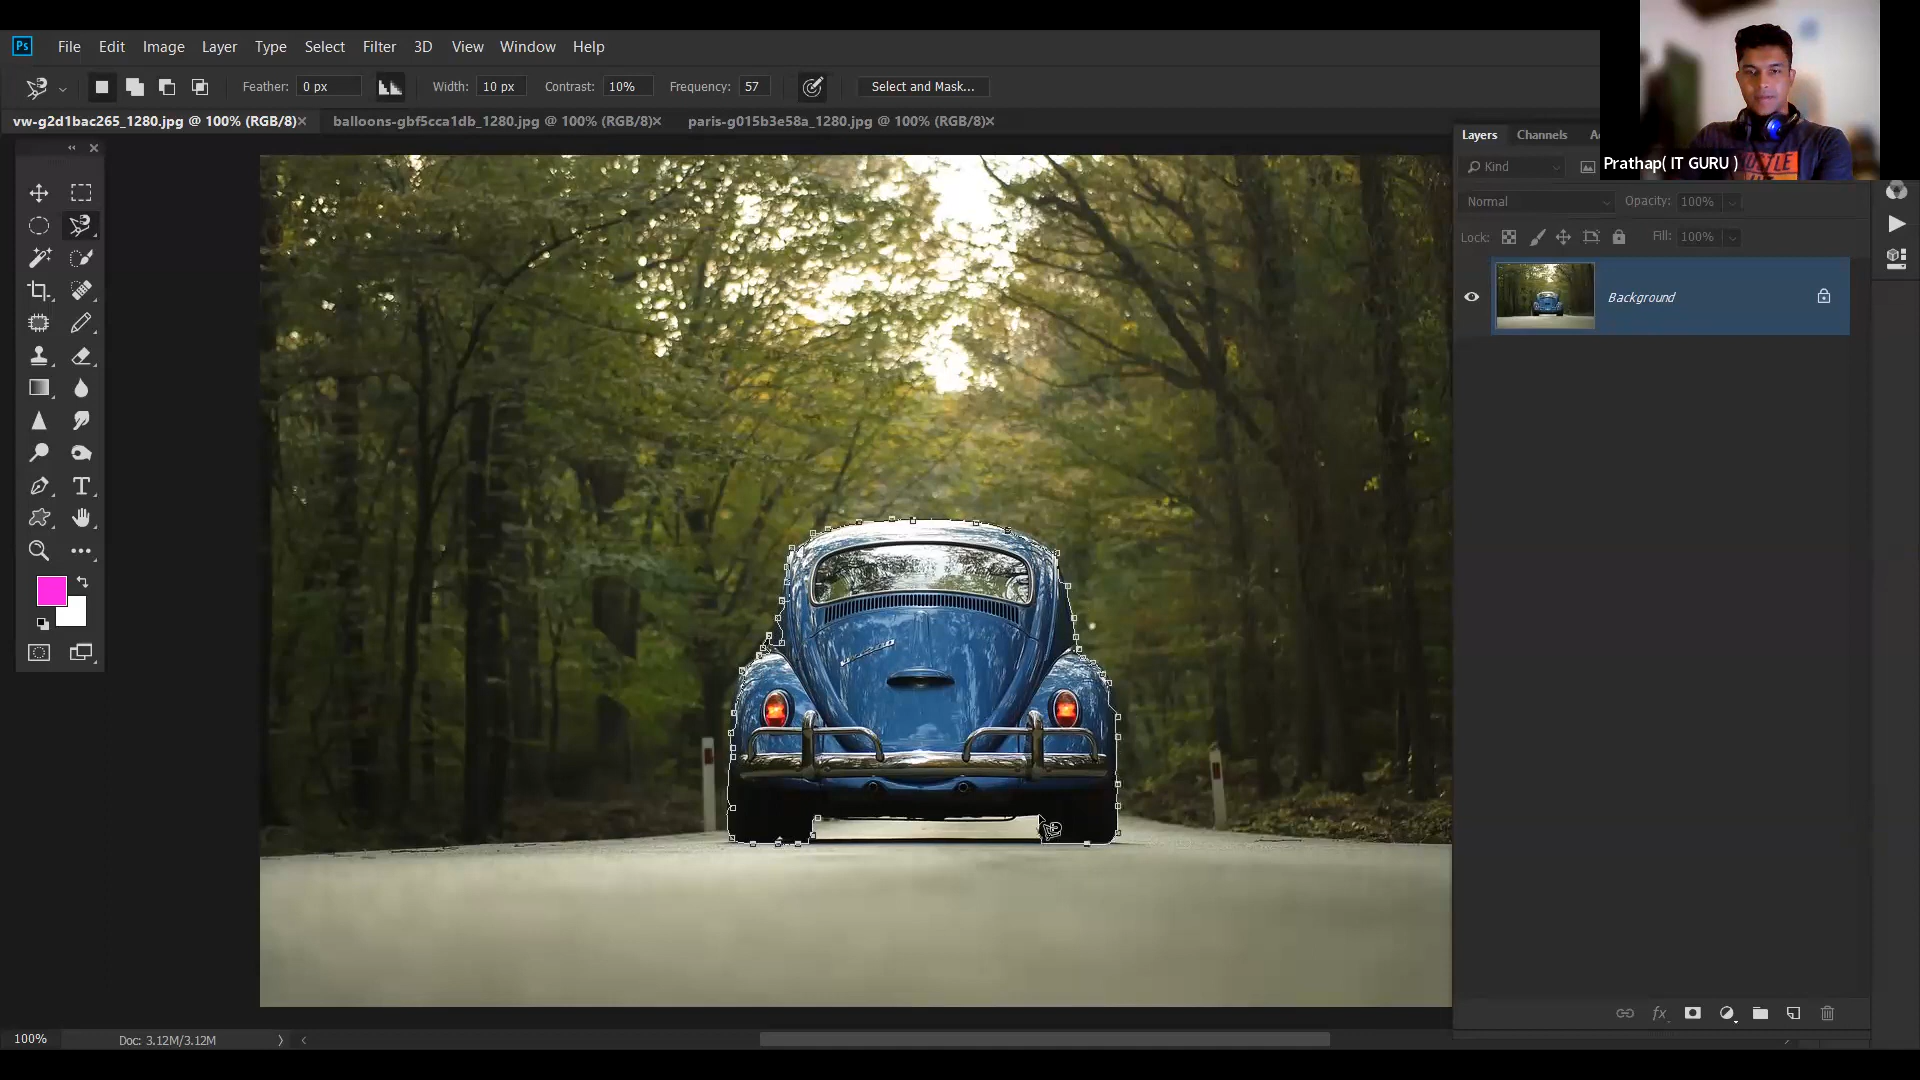 Ps File Edit Image Layer Type Select Filter 3D View Window Help
Feather: 0 px Width: 10 px Contrast: 10% Frequency: 57 Select and Mask...
vw-g2d1bac265_1280.jpg @ 100% (RGB/8) balloons-gbf5cca1db_1280.jpg @ 100% (RGB/8) paris-g015b3e58a_1280.jpg @ 100% (RGB/8)
Layers Channels
Prathap( IT GURU )
Kind
Normal Opacity: 100%
Lock: Fill: 100%
Background
T
fx
100% Doc: 3.12M/3.12M